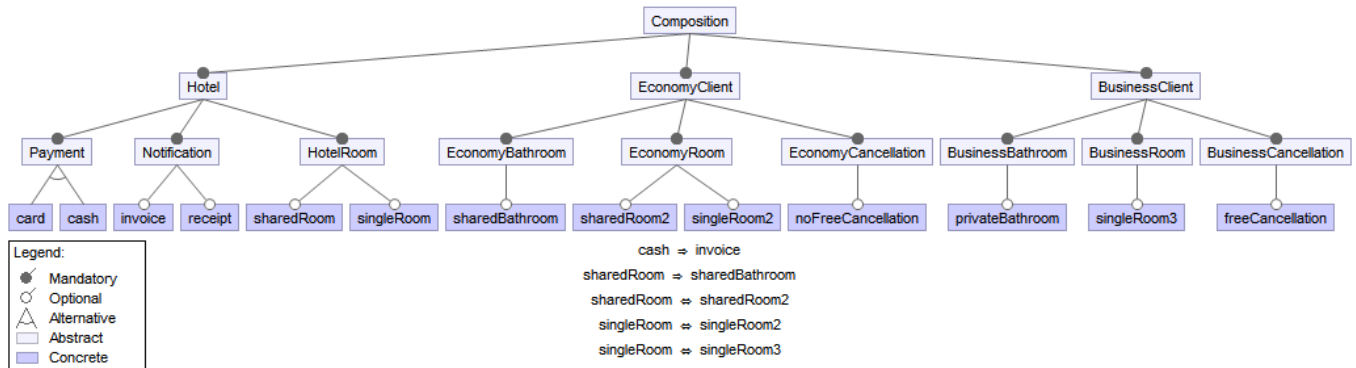 Composition
Hotel EconomyClient BusinessClient
Payment Notification HotelRoom EconomyBathroom EconomyRoom EconomyCancellation BusinessBathroom BusinessRoom BusinessCancellation
card cash invoice receipt sharedRoom singleRoom sharedBathroom sharedRoom2 singleRoom2 noFreeCancellation privateBathroom singleRoom3 freeCancellation
Legend:
Mandatory
Optional
Alternative
Abstract
Concrete
cash ⇒ invoice
sharedRoom ⇒ sharedBathroom
sharedRoom ⇔ sharedRoom2
singleRoom ⇔ singleRoom2
singleRoom ⇔ singleRoom3